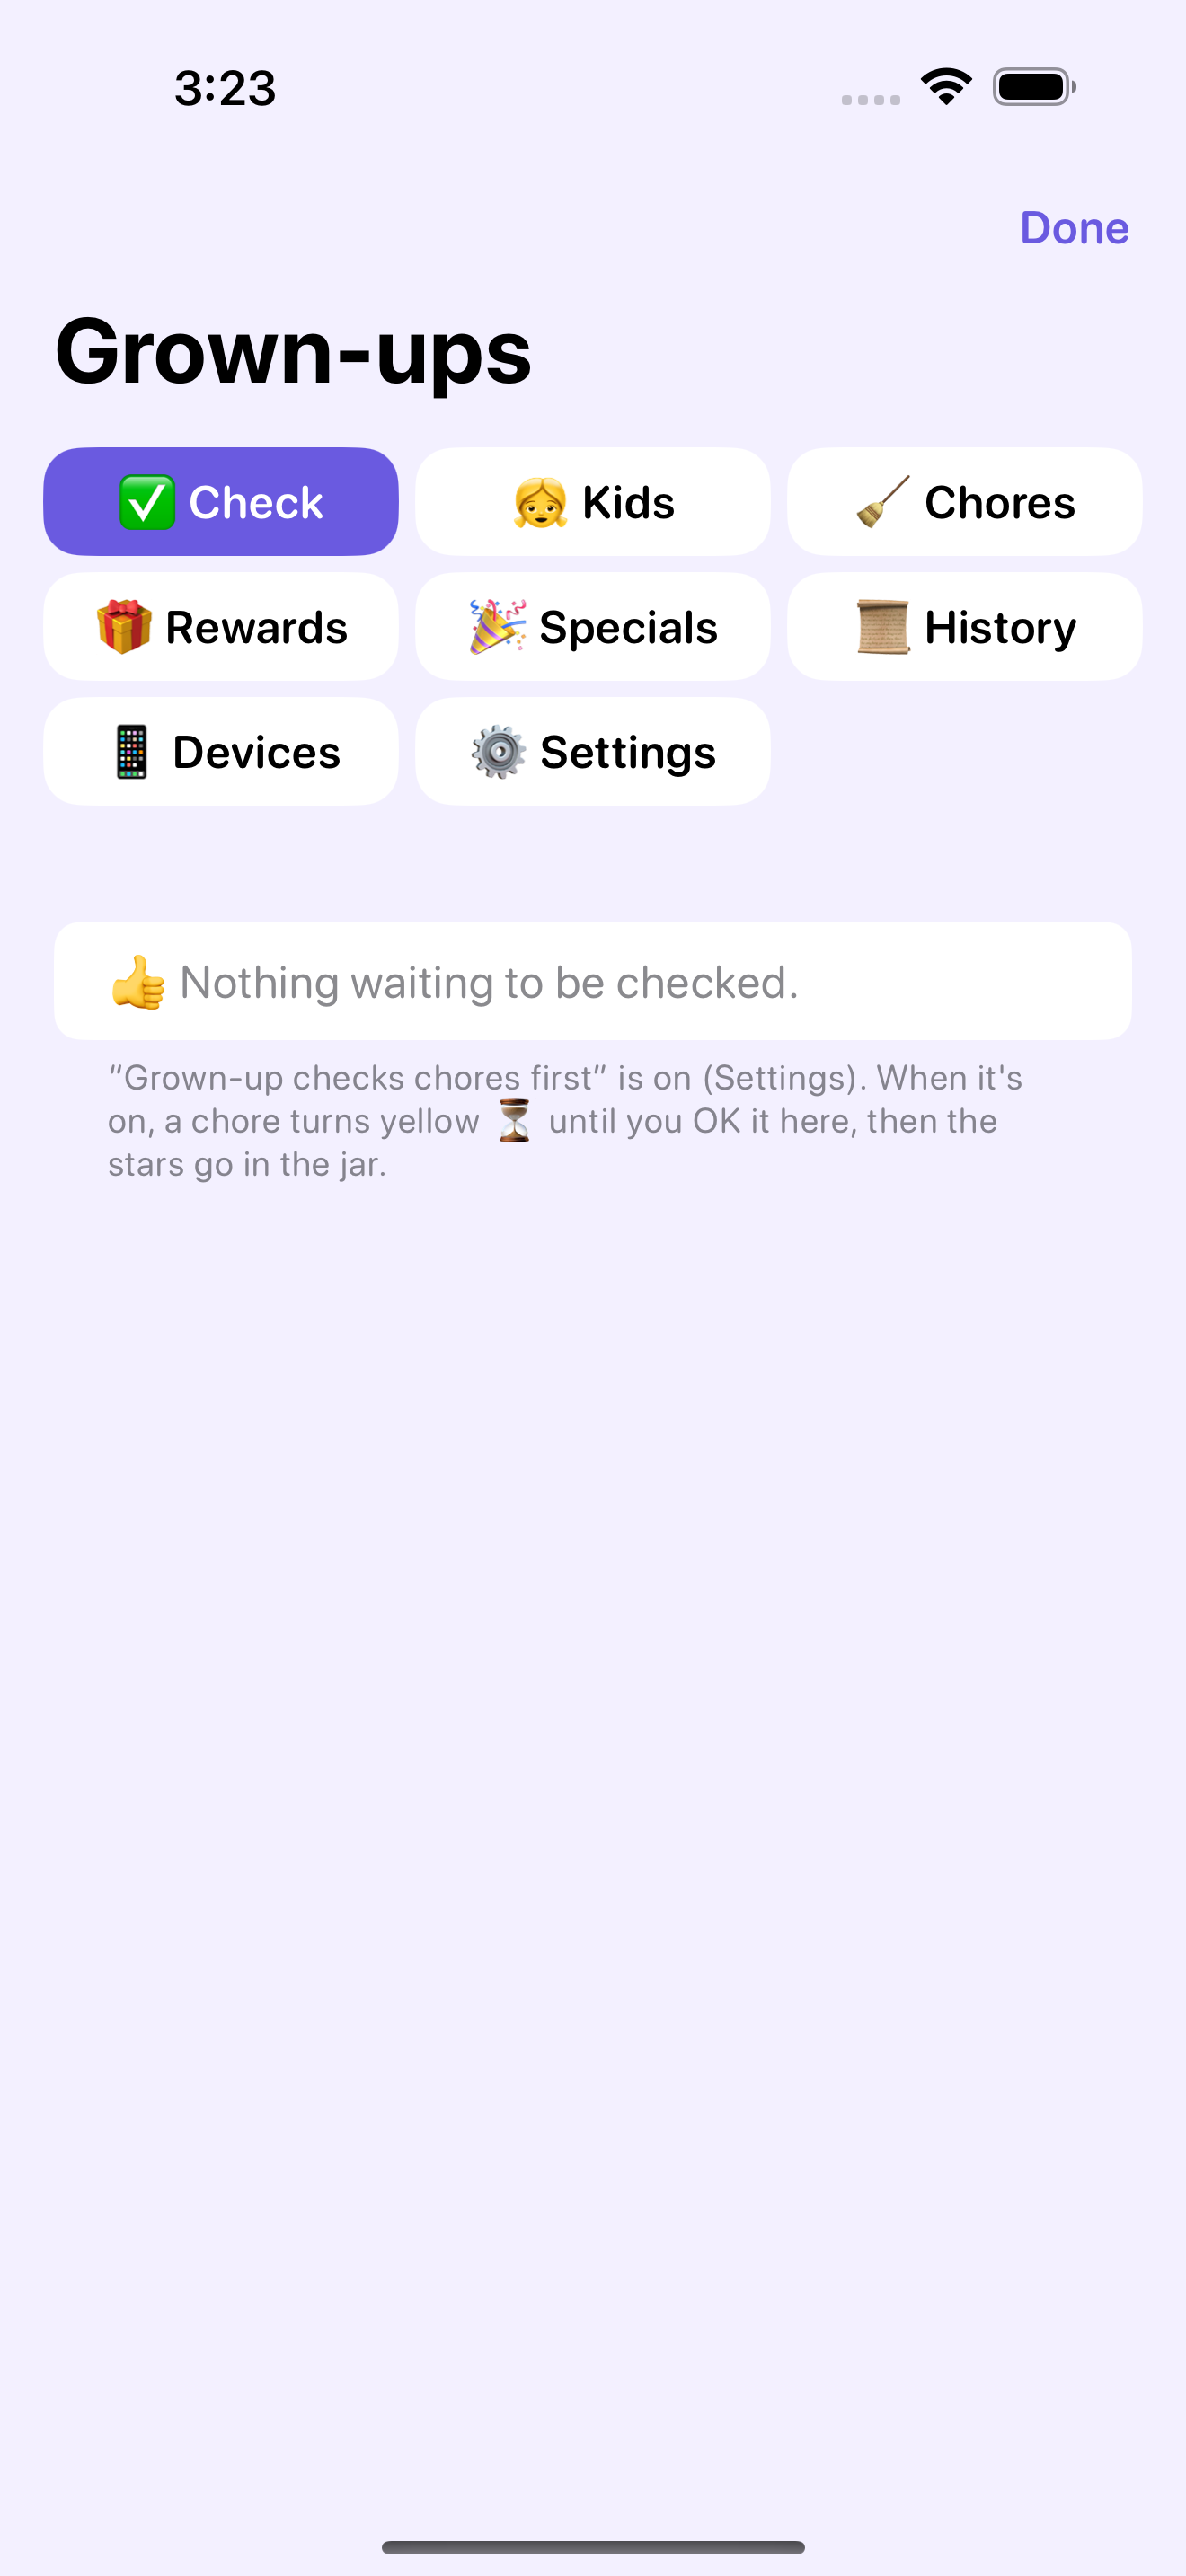 3:23
Done
Grown-ups
✅ Check
👧 Kids
🧹 Chores
🎁 Rewards
🎉 Specials
📜 History
📱 Devices
⚙️ Settings
👍 Nothing waiting to be checked.
“Grown-up checks chores first” is on (Settings). When it's
on, a chore turns yellow ⏳ until you OK it here, then the
stars go in the jar.